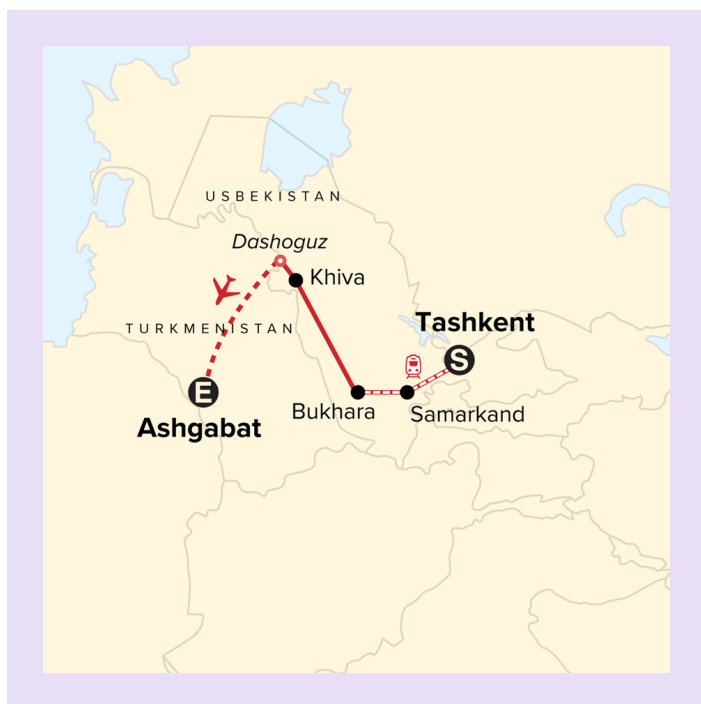 USBEKISTAN
Dashoguz
Khiva
TURKMENISTAN
Tashkent
S
E
Bukhara
Samarkand
Ashgabat